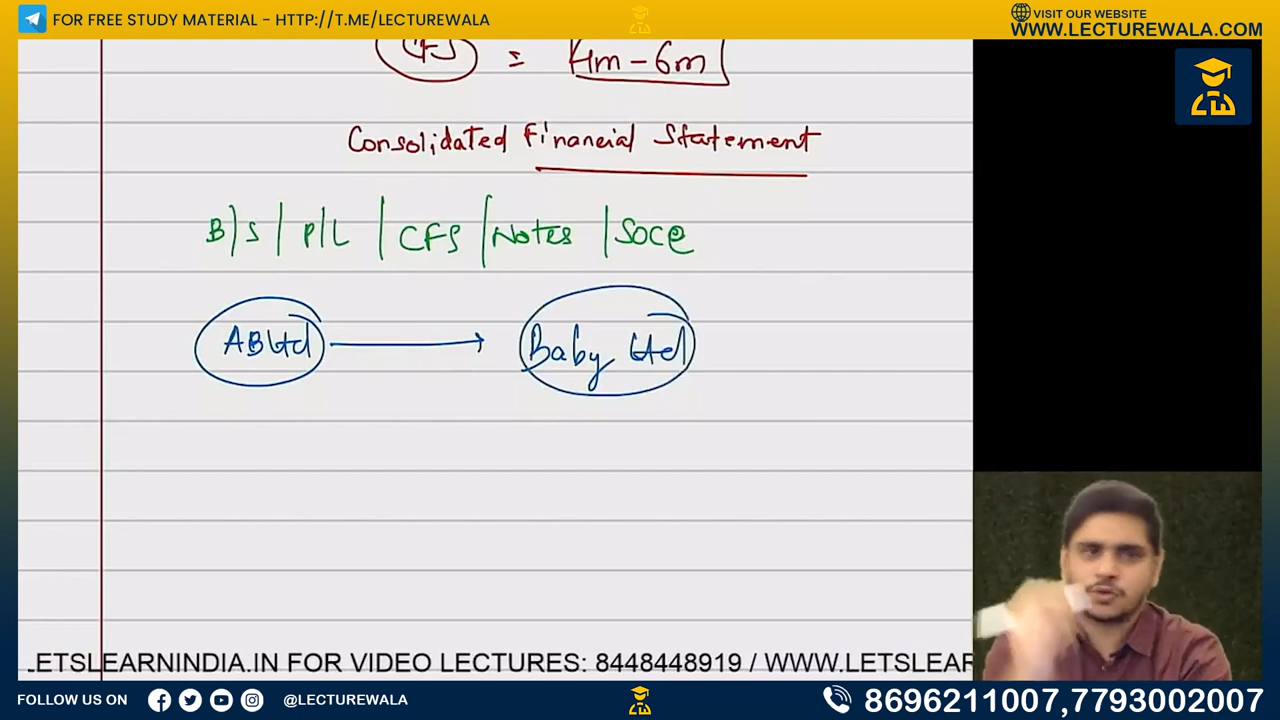 FOR FREE STUDY MATERIAL - HTTP://T.ME/LECTUREWALA
VISIT OUR WEBSITE
WWW.LECTUREWALA.COM
CFS = 4m - 6m
Consolidated Financial Statement
B/S | P/L | CFS | Notes | Soce
AB Ltd → Baby Ltd
LETSLEARNINDIA.IN FOR VIDEO LECTURES: 8448448919 / WWW.LETSLEAR
FOLLOW US ON @LECTUREWALA 8696211007,7793002007